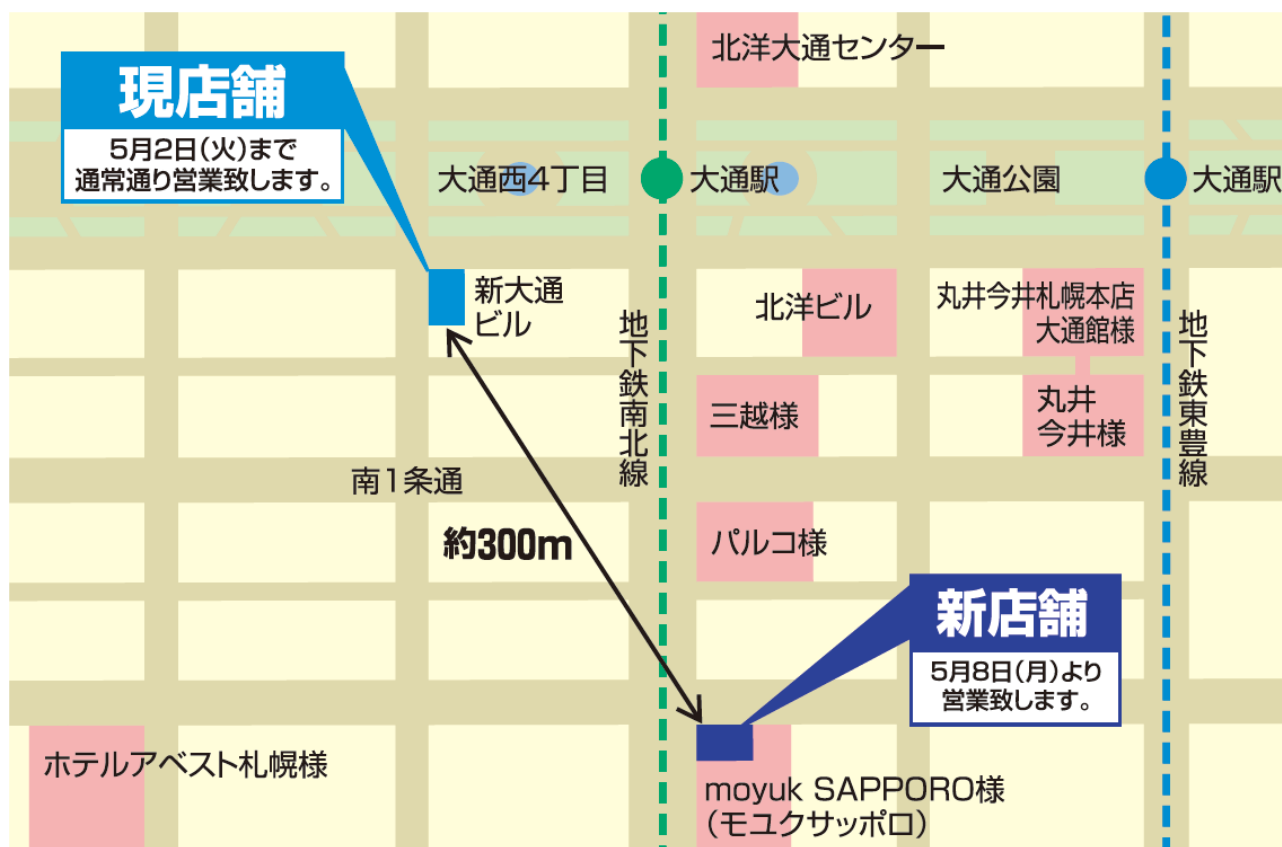 北洋大通センター
現店舗
5月2日(火)まで
通常通り営業致します。
大通西4丁目
大通駅
大通公園
大通駅
新大通
ビル
北洋ビル
丸井今井札幌本店
大通館様
地下鉄南北線
地下鉄東豊線
三越様
丸井
今井様
南1条通
約300m
パルコ様
新店舗
5月8日(月)より
営業致します。
ホテルアベスト札幌様
moyuk SAPPORO様
(モユクサッポロ)